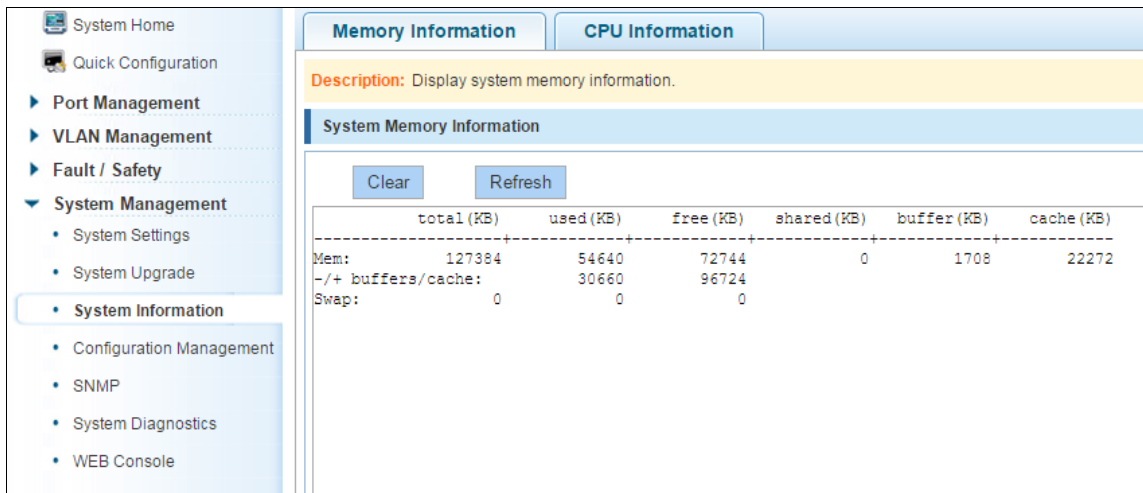 System Home
Quick Configuration
Port Management
VLAN Management
Fault / Safety
System Management
System Settings
System Upgrade
System Information
Configuration Management
SNMP
System Diagnostics
WEB Console
Memory Information
CPU Information
Description: Display system memory information.
System Memory Information
Clear Refresh
total(KB) used(KB) free(KB) shared(KB) buffer(KB) cache(KB)
--------------------+------------+------------+------------+------------+------------
Mem: 127384 54640 72744 0 1708 22272
-/+ buffers/cache: 30660 96724
Swap: 0 0 0